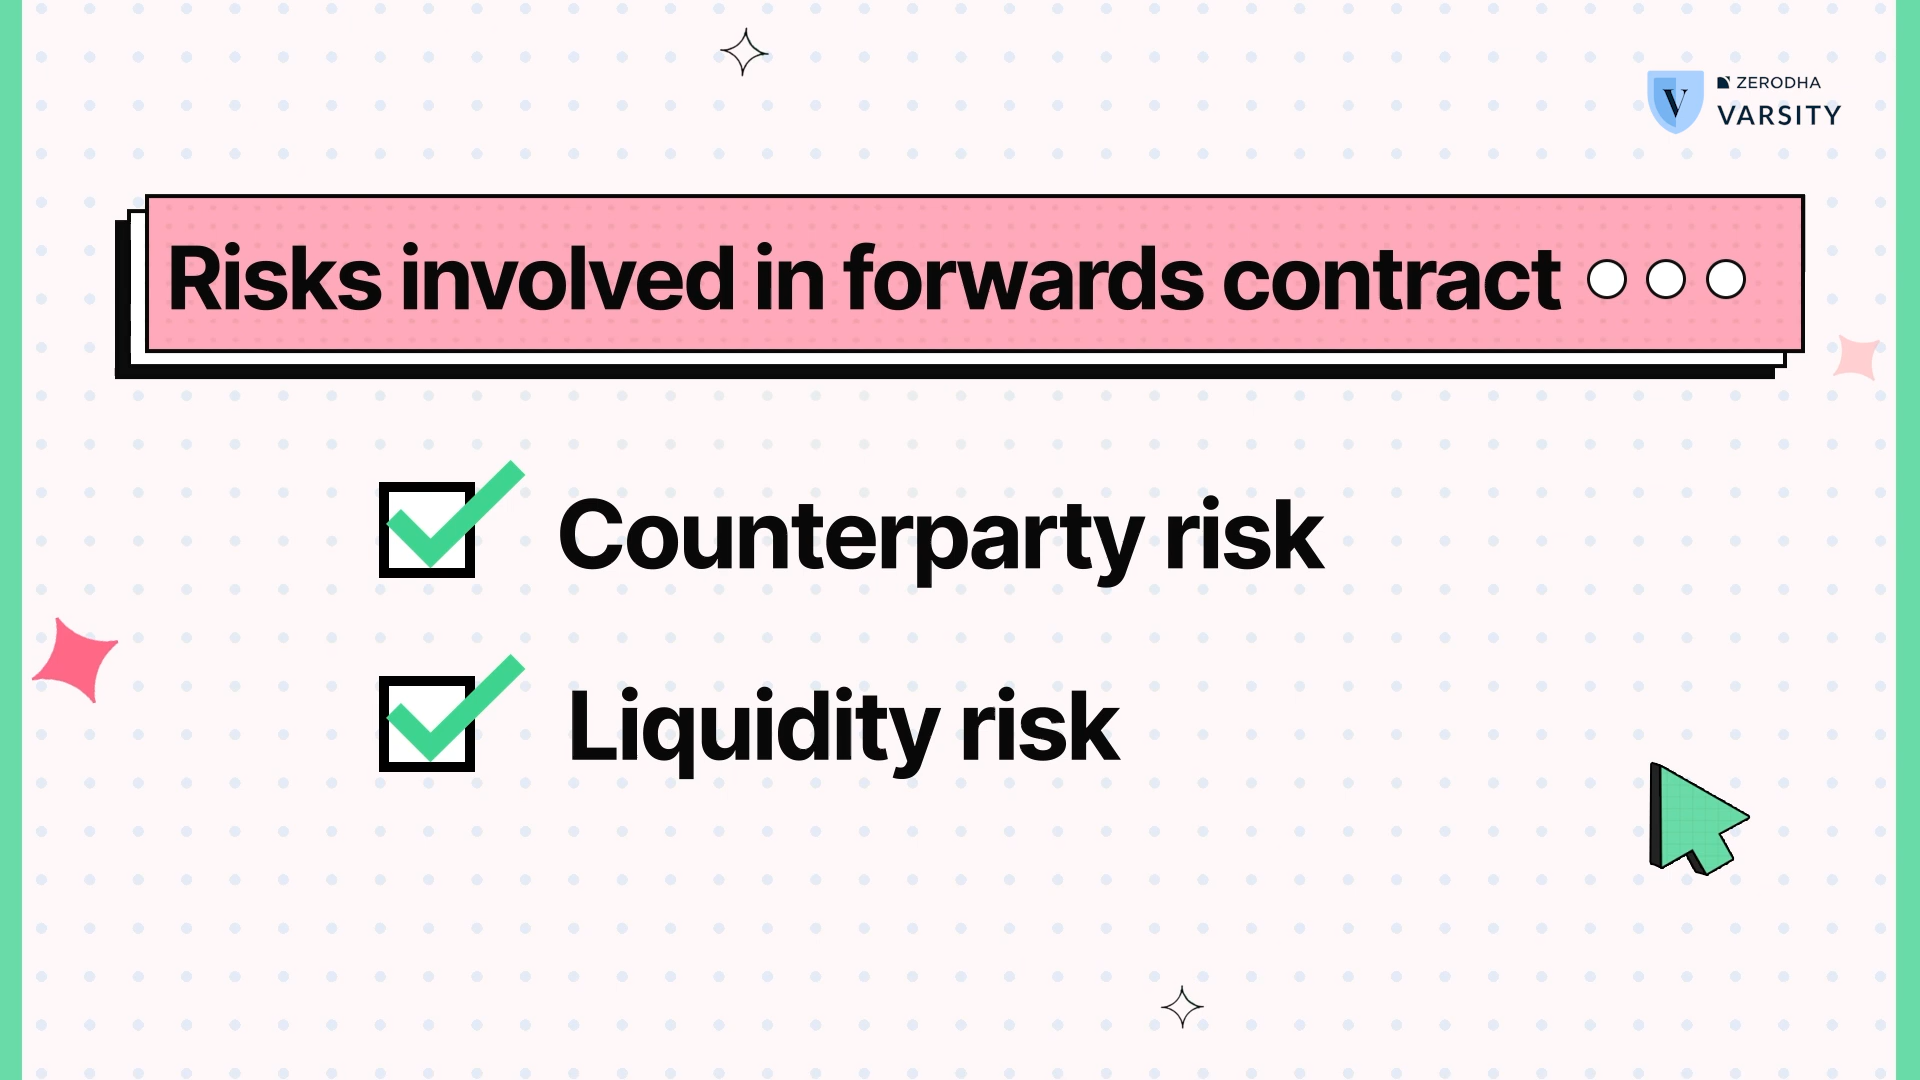 ZERODHA
VARSITY
Risks involved in forwards contract
Counterparty risk
Liquidity risk